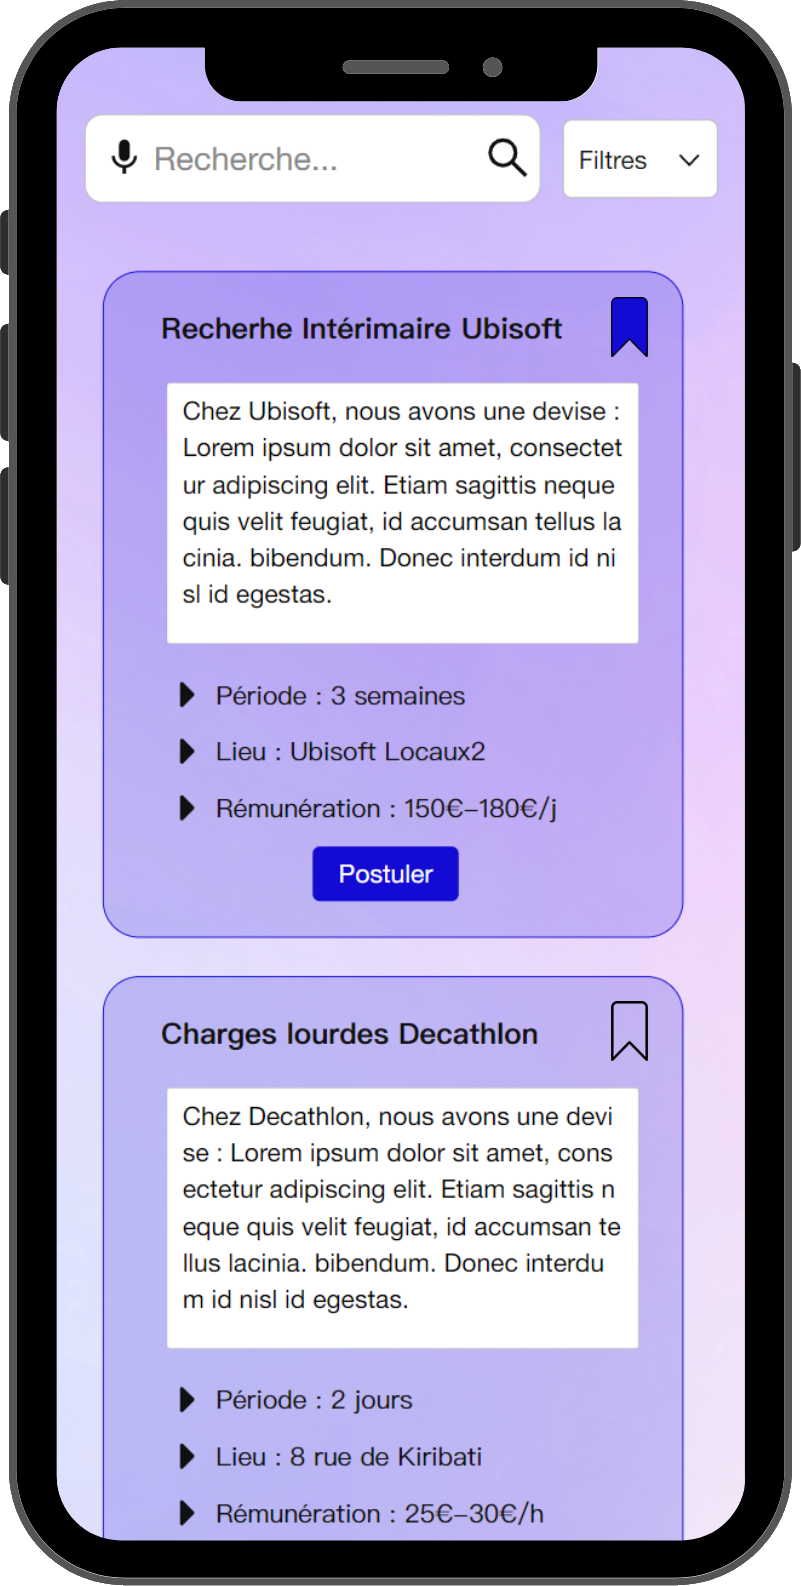 Recherche...
Filtres
Recherhe Intérimaire Ubisoft
Chez Ubisoft, nous avons une devise :
Lorem ipsum dolor sit amet, consectet
ur adipiscing elit. Etiam sagittis neque
quis velit feugiat, id accumsan tellus la
cinia. bibendum. Donec interdum id ni
sl id egestas.
Période : 3 semaines
Lieu : Ubisoft Locaux2
Rémunération : 150€–180€/j
Postuler
Charges lourdes Decathlon
Chez Decathlon, nous avons une devi
se : Lorem ipsum dolor sit amet, cons
ectetur adipiscing elit. Etiam sagittis n
eque quis velit feugiat, id accumsan te
llus lacinia. bibendum. Donec interdu
m id nisl id egestas.
Période : 2 jours
Lieu : 8 rue de Kiribati
Rémunération : 25€–30€/h